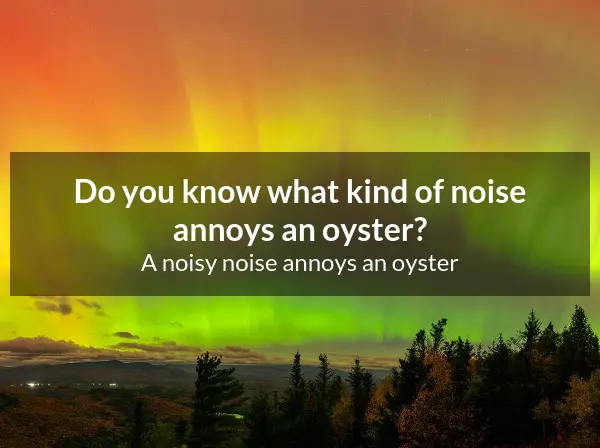 Do you know what kind of noise
annoys an oyster?
A noisy noise annoys an oyster